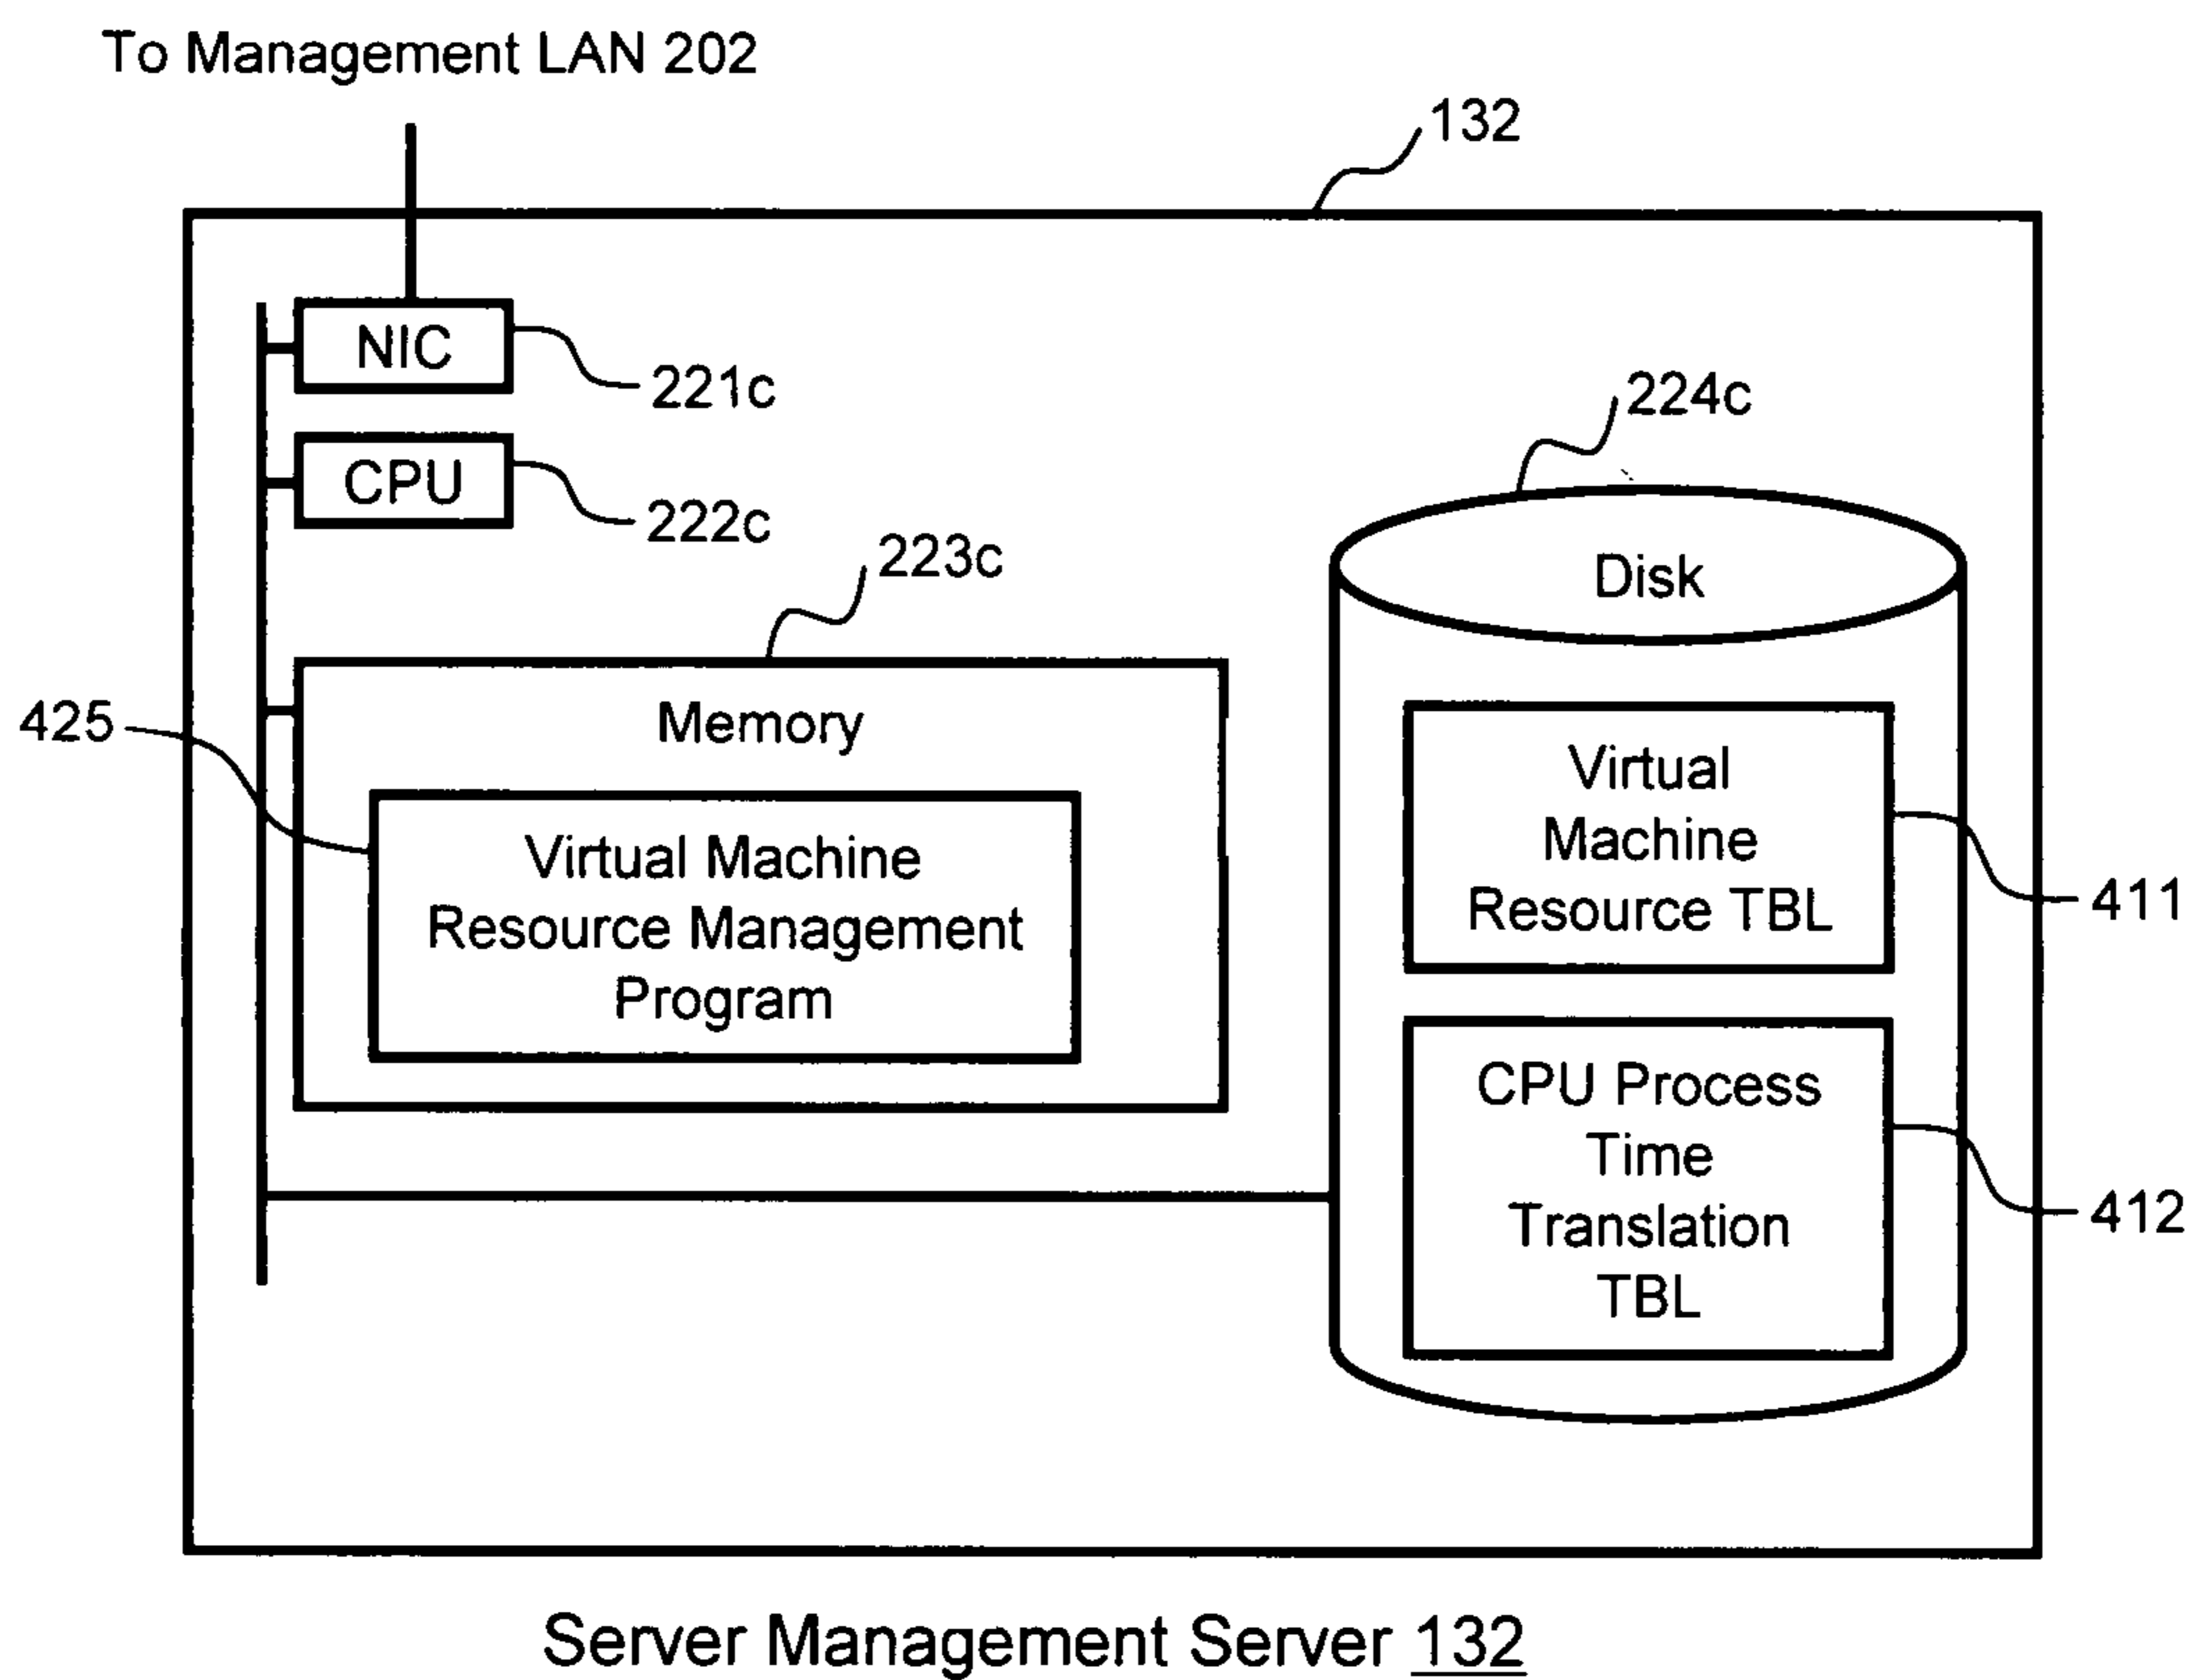 To Management LAN 202
132
NIC
221c
CPU
222c
223c
224c
Disk
425
Memory
Virtual Machine
Resource Management
Program
Virtual
Machine
Resource TBL
411
CPU Process
Time
Translation
TBL
412
Server Management Server 132